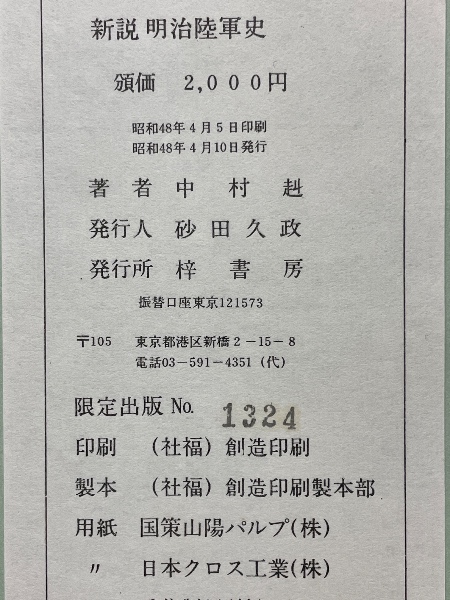 新説 明治陸軍史
頒価 2,000円
昭和48年4月5日印刷
昭和48年4月10日発行
著者 中村赳
発行人 砂田久政
発行所 梓書房
振替口座東京121573
〒105 東京都港区新橋2-15-8
電話03-591-4351(代)
限定出版 No. 1324
印刷 (社福)創造印刷
製本 (社福)創造印刷製本部
用紙 国策山陽パルプ(株)
〃 日本クロス工業(株)